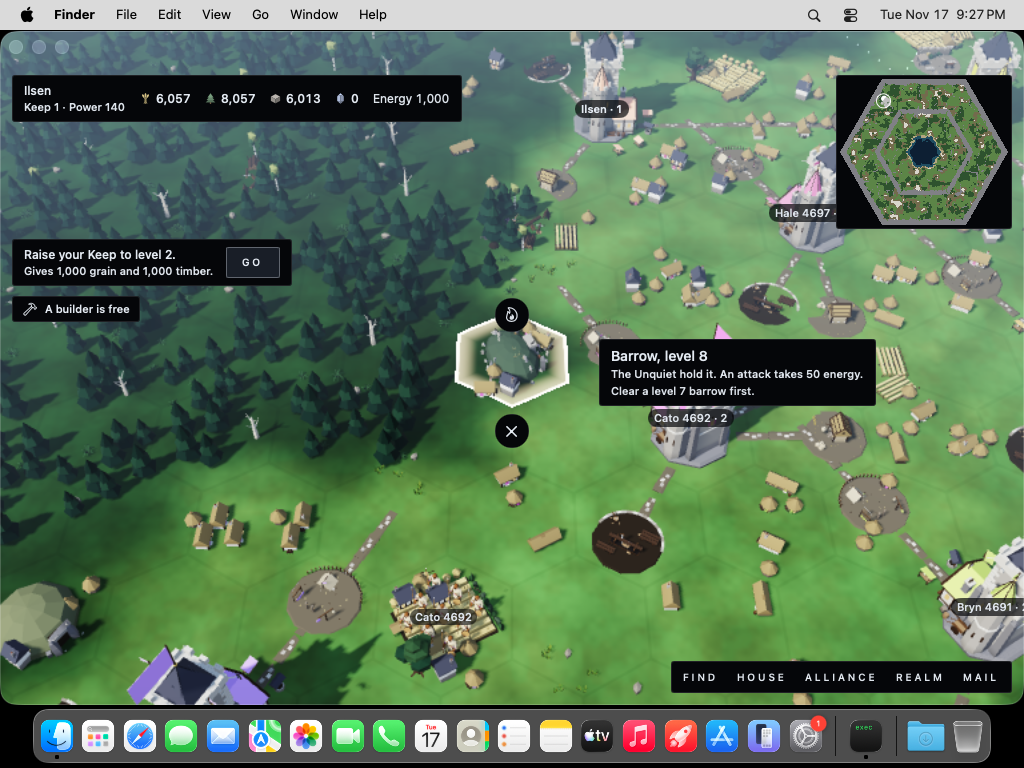 Finder File Edit View Go Window Help Tue Nov 17 9:27 PM
Ilsen
Keep 1 · Power 140
6,057 8,057 6,013 0 Energy 1,000
Ilsen · 1
Hale 4697 ·
Raise your Keep to level 2.
Gives 1,000 grain and 1,000 timber.
GO
A builder is free
Barrow, level 8
The Unquiet hold it. An attack takes 50 energy.
Clear a level 7 barrow first.
Cato 4692 · 2
Cato 4692
Bryn 4691 · 2
FIND HOUSE ALLIANCE REALM MAIL
Tue
17
tv
1
exec